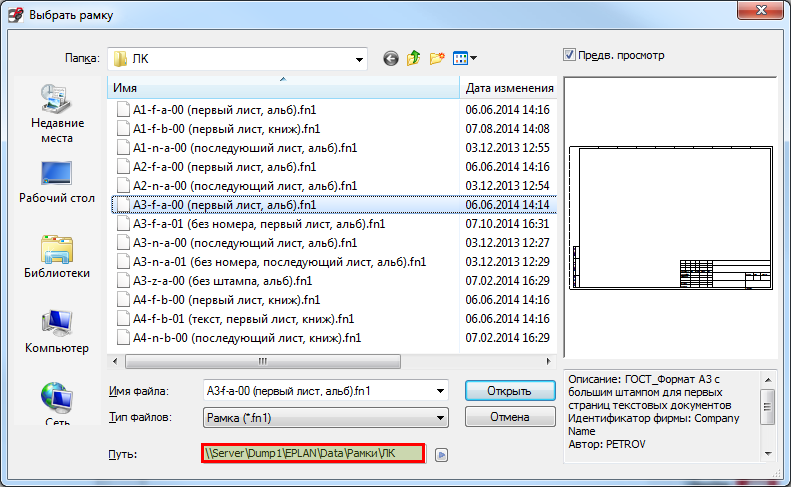 Выбрать рамку
Папка: ЛК
Предв. просмотр
Недавние места
Рабочий стол
Библиотеки
Компьютер
Сеть
Имя Дата изменения
A1-f-a-00 (первый лист, альб).fn1 06.06.2014 14:16
A1-f-b-00 (первый лист, книж).fn1 07.08.2014 14:08
A1-n-a-00 (последующий лист, альб).fn1 03.12.2013 12:55
A2-f-a-00 (первый лист, альб).fn1 06.06.2014 14:16
A2-n-a-00 (последующий лист, альб).fn1 03.12.2013 12:54
A3-f-a-00 (первый лист, альб).fn1 06.06.2014 14:14
A3-f-a-01 (без номера, первый лист, альб).fn1 07.10.2014 16:31
A3-n-a-00 (последующий лист, альб).fn1 03.12.2013 12:27
A3-n-a-01 (без номера, последующий лист, альб).fn1 03.12.2013 12:29
A3-z-a-00 (без штампа, альб).fn1 07.02.2014 16:29
A4-f-b-00 (первый лист, книж).fn1 06.06.2014 14:16
A4-f-b-01 (текст, первый лист, книж).fn1 06.06.2014 14:16
A4-n-b-00 (последующий лист, книж).fn1 07.02.2014 16:29
Имя файла: A3-f-a-00 (первый лист, альб).fn1 Открыть
Тип файлов: Рамка (*.fn1) Отмена
Путь: \\Server\Dump1\EPLAN\Data\Рамки\ЛК
Описание: ГОСТ_Формат А3 с
большим штампом для первых
страниц текстовых документов
Идентификатор фирмы: Company
Name
Автор: PETROV